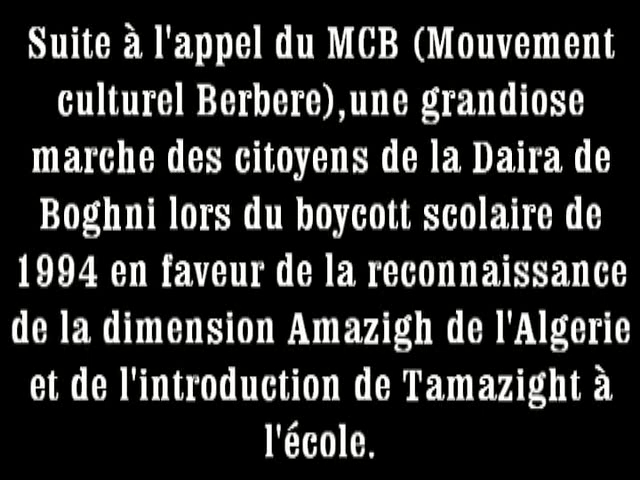 Suite à l'appel du MCB (Mouvement
culturel Berbere),une grandiose
marche des citoyens de la Daira de
Boghni lors du boycott scolaire de
1994 en faveur de la reconnaissance
de la dimension Amazigh de l'Algerie
et de l'introduction de Tamazight à
l'école.